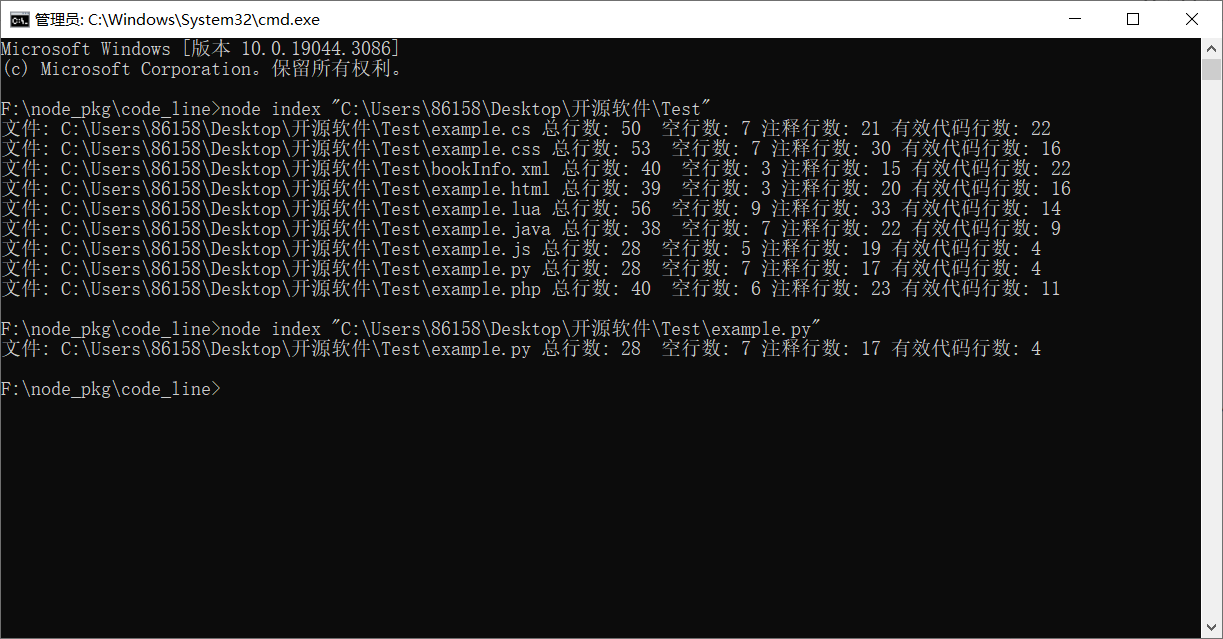 管理员: C:\Windows\System32\cmd.exe
Microsoft Windows [版本 10.0.19044.3086]
(c) Microsoft Corporation。保留所有权利。
F:\node_pkg\code_line>node index "C:\Users\86158\Desktop\开源软件\Test"
文件: C:\Users\86158\Desktop\开源软件\Test\example.cs 总行数: 50  空行数: 7 注释行数: 21 有效代码行数: 22
文件: C:\Users\86158\Desktop\开源软件\Test\example.css 总行数: 53  空行数: 7 注释行数: 30 有效代码行数: 16
文件: C:\Users\86158\Desktop\开源软件\Test\bookInfo.xml 总行数: 40  空行数: 3 注释行数: 15 有效代码行数: 22
文件: C:\Users\86158\Desktop\开源软件\Test\example.html 总行数: 39  空行数: 3 注释行数: 20 有效代码行数: 16
文件: C:\Users\86158\Desktop\开源软件\Test\example.lua 总行数: 56  空行数: 9 注释行数: 33 有效代码行数: 14
文件: C:\Users\86158\Desktop\开源软件\Test\example.java 总行数: 38  空行数: 7 注释行数: 22 有效代码行数: 9
文件: C:\Users\86158\Desktop\开源软件\Test\example.js 总行数: 28  空行数: 5 注释行数: 19 有效代码行数: 4
文件: C:\Users\86158\Desktop\开源软件\Test\example.py 总行数: 28  空行数: 7 注释行数: 17 有效代码行数: 4
文件: C:\Users\86158\Desktop\开源软件\Test\example.php 总行数: 40  空行数: 6 注释行数: 23 有效代码行数: 11
F:\node_pkg\code_line>node index "C:\Users\86158\Desktop\开源软件\Test\example.py"
文件: C:\Users\86158\Desktop\开源软件\Test\example.py 总行数: 28  空行数: 7 注释行数: 17 有效代码行数: 4
F:\node_pkg\code_line>